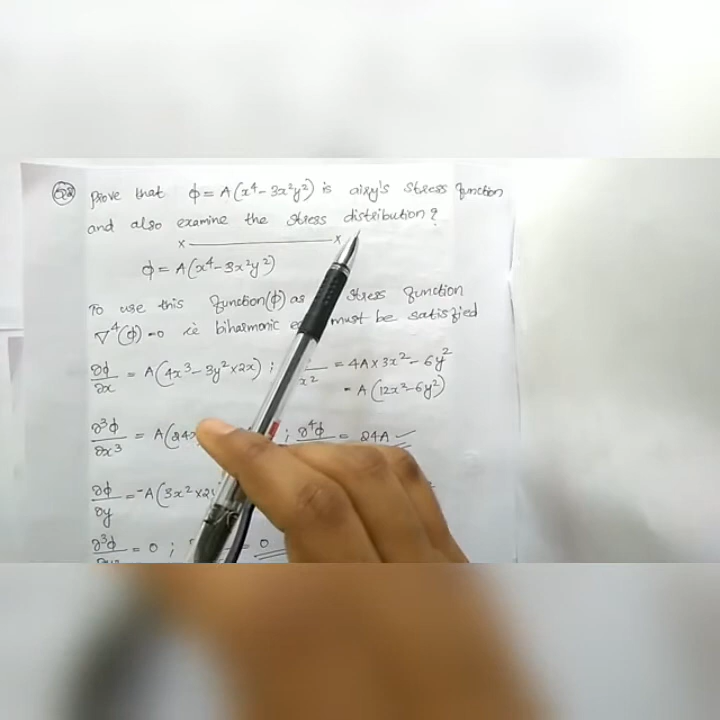 Prove that ϕ = A(x⁴ - 3x²y²) is airy's stress function
and also examine the stress distribution?
x ———— x
ϕ = A(x⁴ - 3x²y²)
To use this function(ϕ) as stress function
∇⁴(ϕ) = 0 ie biharmonic must be satisfied
∂ϕ/∂x = A(4x³ - 3y² × 2x) ; x² = 4A × 3x² - 6y²
= A(12x² - 6y²)
∂³ϕ/∂x³ = A(24x ; ∂⁴ϕ = 24A ✓
∂ϕ/∂y = -A(3x² × 2
∂³ϕ = 0 ; = 0